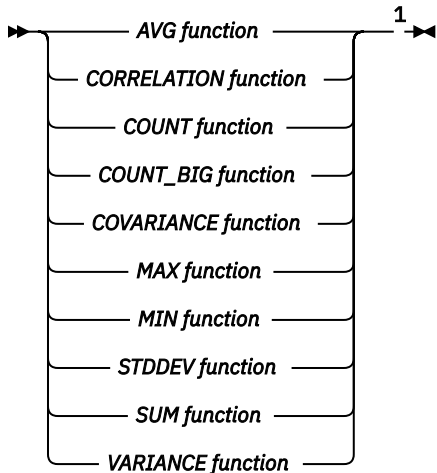 1
AVG function
CORRELATION function
COUNT function
COUNT_BIG function
COVARIANCE function
MAX function
MIN function
STDDEV function
SUM function
VARIANCE function